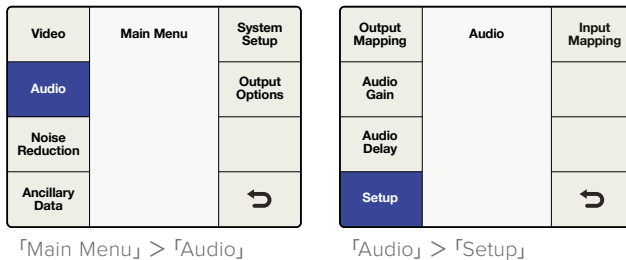 Video
Main Menu
System
Setup
Audio
Output
Options
Noise
Reduction
Ancillary
Data
「Main Menu」>「Audio」
Output
Mapping
Audio
Input
Mapping
Audio
Gain
Audio
Delay
Setup
「Audio」>「Setup」